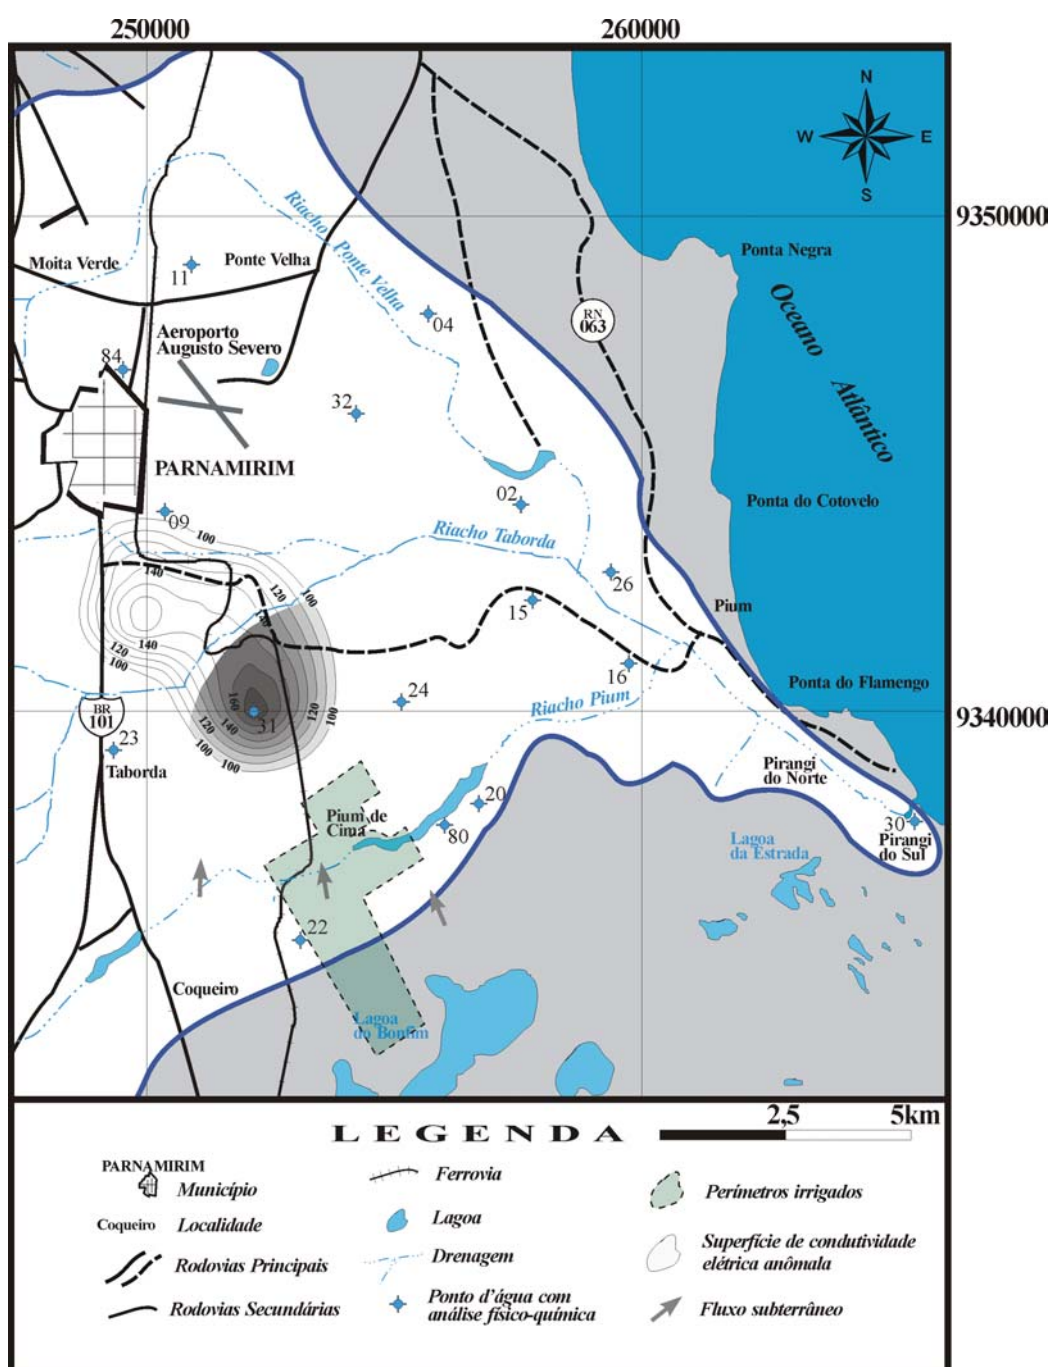 250000
260000
N
W
E
S
9350000
Riacho Ponte Velha
Ponta Negra
Moita Verde
Ponte Velha
11
Oceano Atlântico
04
RN
063
Aeroporto
Augusto Severo
84
32
PARNAMIRIM
02
Ponta do Cotovelo
09
100
Riacho Taborda
140
120
100
26
15
Pium
140
120
100
16
Ponta do Flamengo
24
Riacho Pium
BR
101
160
31
120
100
9340000
23
120
140
100
100
Taborda
Pirangi
do Norte
20
Pium de
Cima
80
30
Lagoa
da Estrada
Pirangi
do Sul
22
Coqueiro
Lagoa
do Bonfim
2,5
5km
LEGENDA
PARNAMIRIM
Município
Ferrovia
Perímetros irrigados
Coqueiro
Localidade
Lagoa
Superfície de condutividade
elétrica anômala
Rodovias Principais
Drenagem
Rodovias Secundárias
Ponto d'água com
análise físico-química
Fluxo subterrâneo